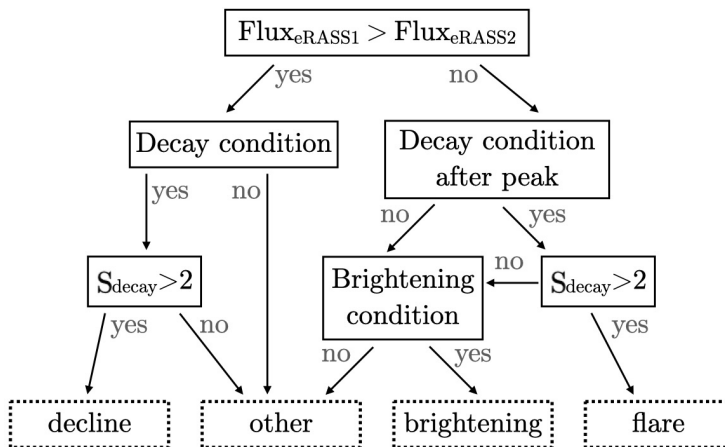 Flux_eRASS1 > Flux_eRASS2
yes
no
Decay condition
Decay condition
after peak
yes
no
no
yes
S_decay>2
Brightening
condition
no
S_decay>2
yes
no
no
yes
yes
decline
other
brightening
flare